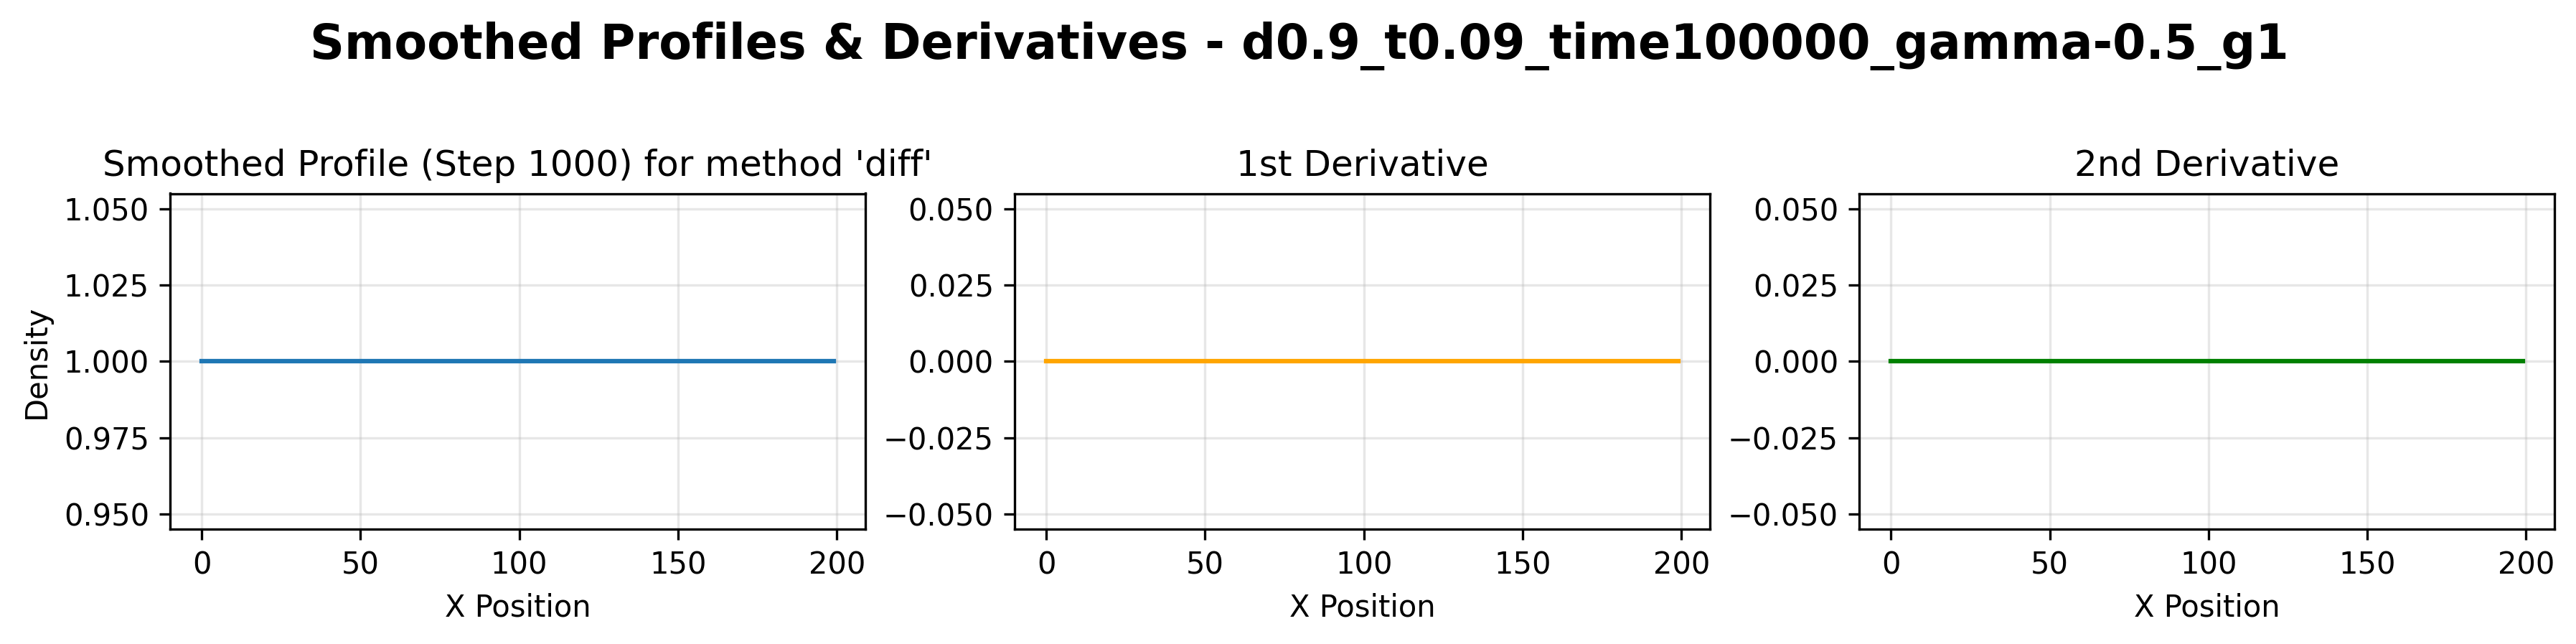 Smoothed Profiles & Derivatives - d0.9_t0.09_time100000_gamma-0.5_g1
Smoothed Profile (Step 1000) for method 'diff'
1.050
1.025
1.000
0.975
0.950
Density
0 50 100 150 200
X Position
1st Derivative
0.050
0.025
0.000
−0.025
−0.050
0 50 100 150 200
X Position
2nd Derivative
0.050
0.025
0.000
−0.025
−0.050
0 50 100 150 200
X Position